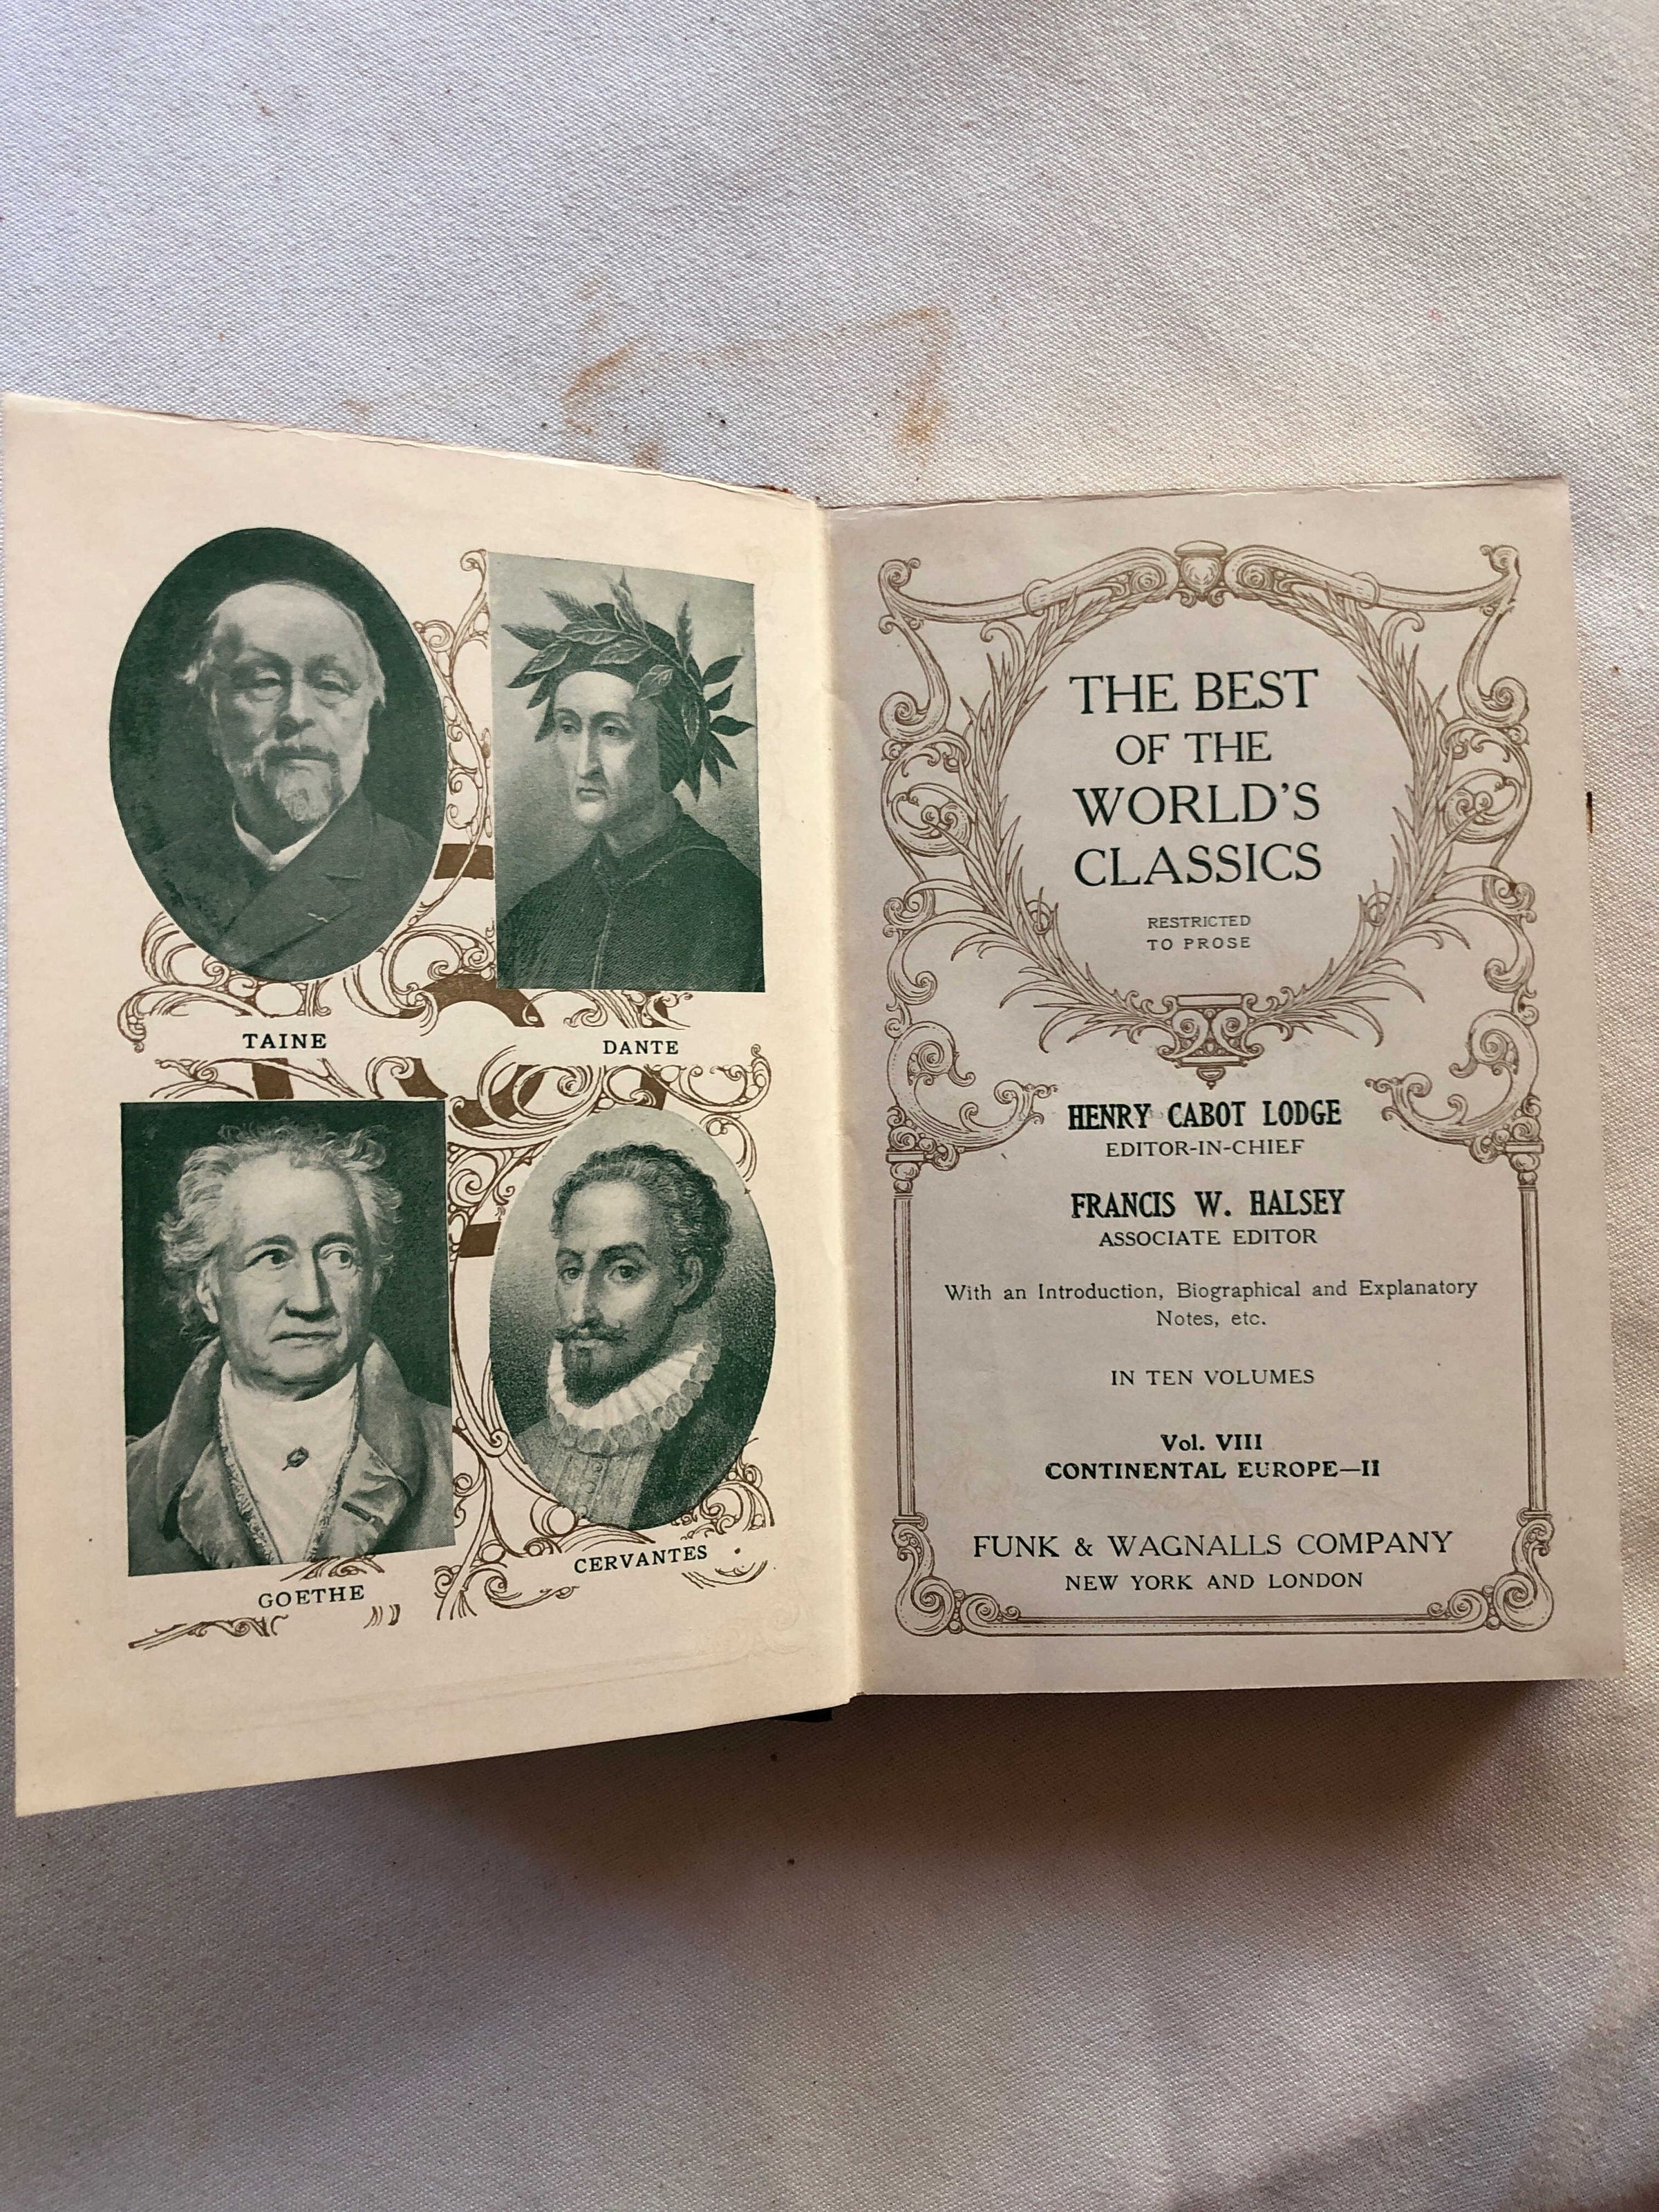 TAINE
DANTE
GOETHE
CERVANTES
THE BEST
OF THE
WORLD'S
CLASSICS
RESTRICTED
TO PROSE
HENRY CABOT LODGE
EDITOR-IN-CHIEF
FRANCIS W. HALSEY
ASSOCIATE EDITOR
With an Introduction, Biographical and Explanatory
Notes, etc.
IN TEN VOLUMES
Vol. VIII
CONTINENTAL EUROPE—II
FUNK & WAGNALLS COMPANY
NEW YORK AND LONDON